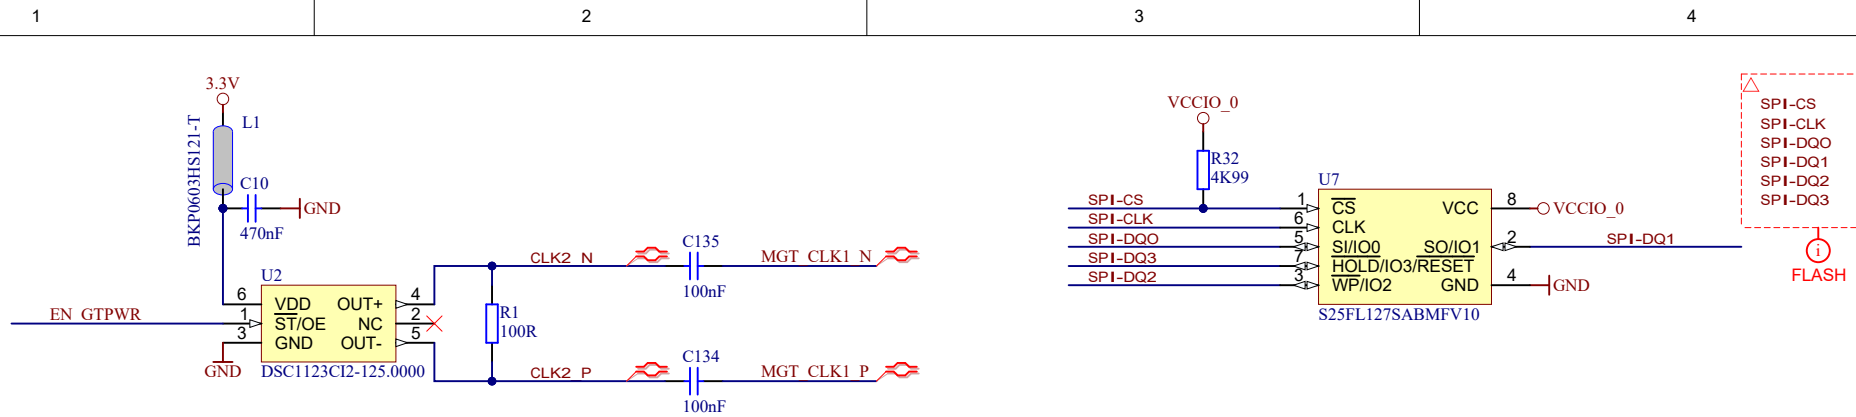 1
2
3
4
3.3V
L1
BKP0603HS121-T
C10
GND
470nF
U2
6
VDD
OUT+
4
EN_GTPWR
1
ST/OE
NC
2
3
GND
OUT-
5
GND
DSC1123CI2-125.0000
CLK2_N
C135
100nF
MGT_CLK1_N
R1
100R
CLK2_P
C134
100nF
MGT_CLK1_P
VCCIO_0
R32
4K99
U7
SPI-CS
1
CS
VCC
8
VCCIO_0
SPI-CLK
6
CLK
SPI-DQO
5
SI/IO0
SO/IO1
2
SPI-DQ1
SPI-DQ3
7
HOLD/IO3/RESET
SPI-DQ2
3
WP/IO2
GND
4
GND
S25FL127SABMFV10
SPI-CS
SPI-CLK
SPI-DQO
SPI-DQ1
SPI-DQ2
SPI-DQ3
i
FLASH